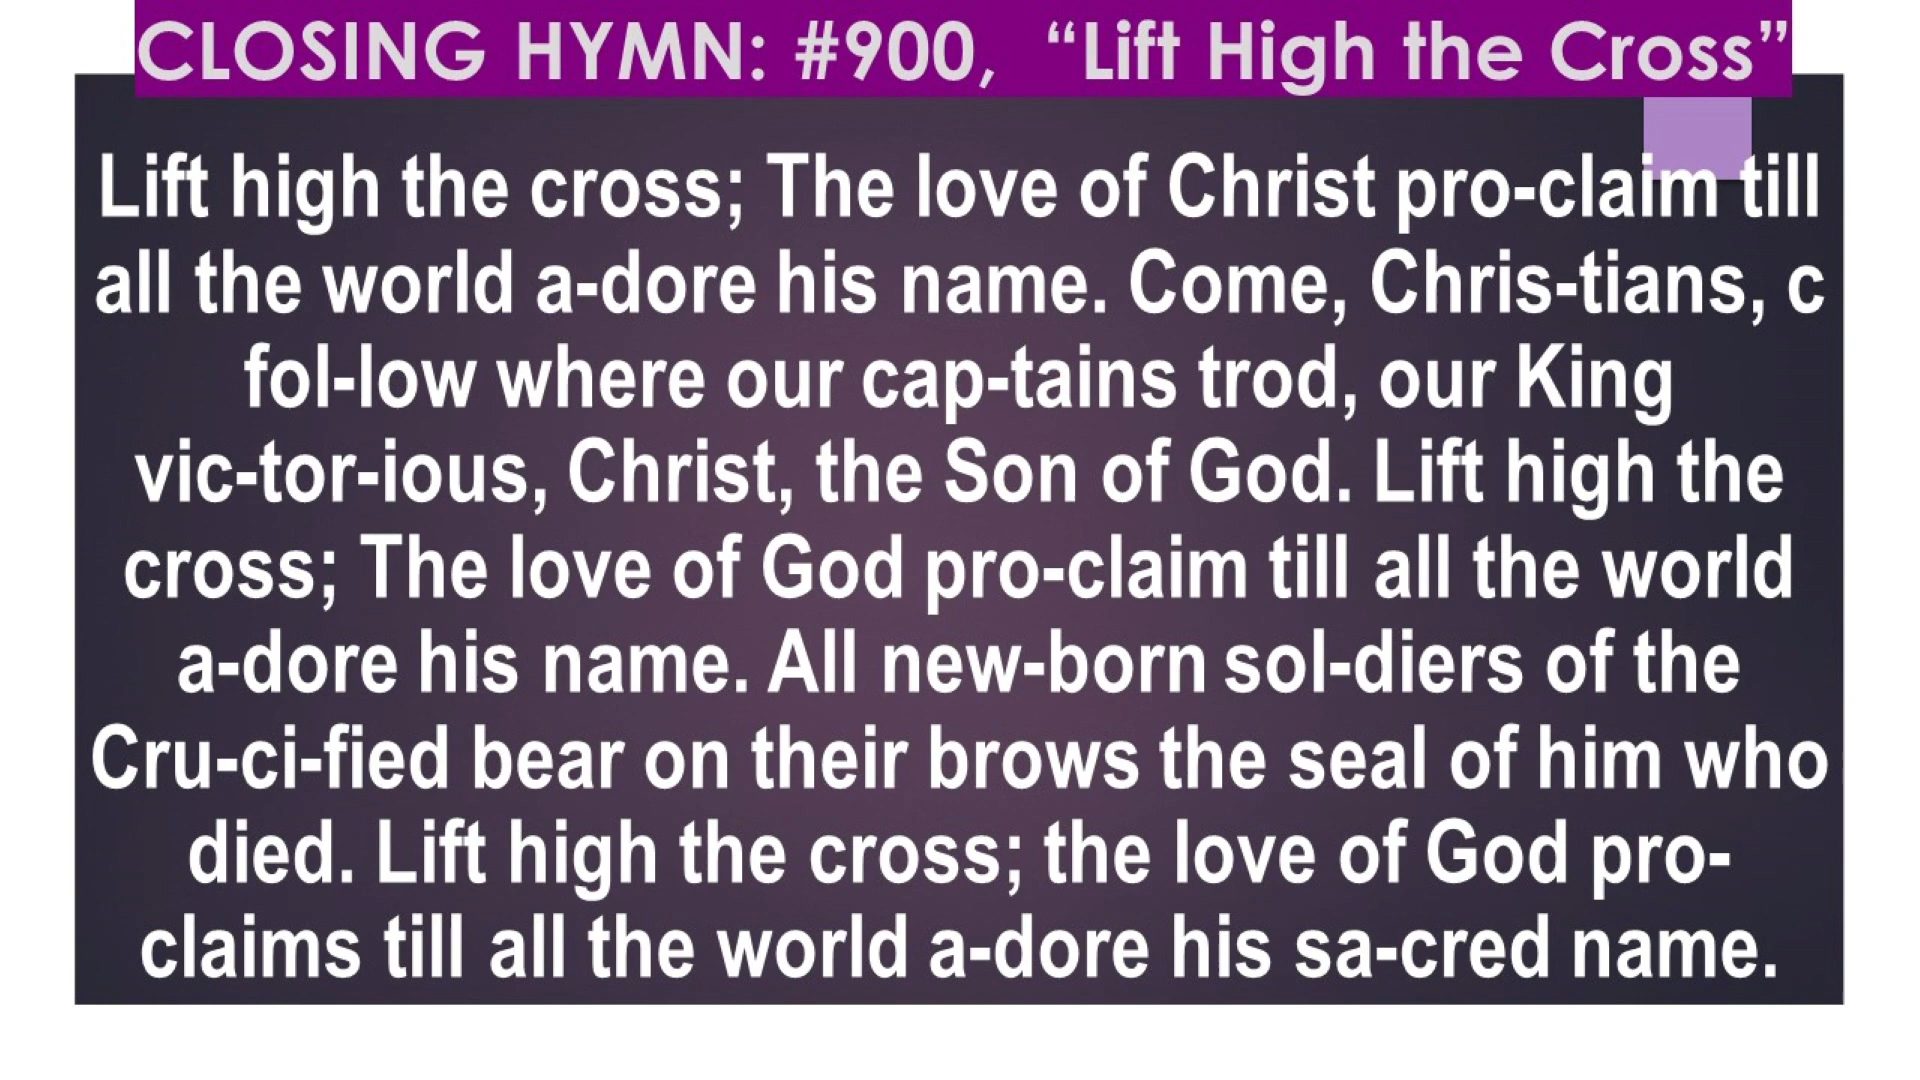 CLOSING HYMN: #900, “Lift High the Cross”
Lift high the cross; The love of Christ pro-claim till
all the world a-dore his name. Come, Chris-tians, c
fol-low where our cap-tains trod, our King
vic-tor-ious, Christ, the Son of God. Lift high the
cross; The love of God pro-claim till all the world
a-dore his name. All new-born sol-diers of the
Cru-ci-fied bear on their brows the seal of him who
died. Lift high the cross; the love of God pro-
claims till all the world a-dore his sa-cred name.